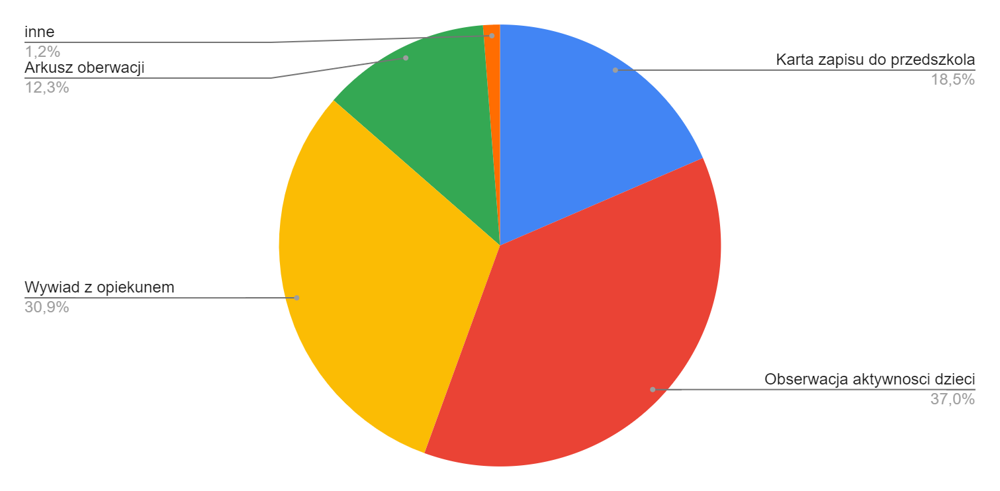 inne
1,2%
Arkusz oberwacji
12,3%
Wywiad z opiekunem
30,9%
Karta zapisu do przedszkola
18,5%
Obserwacja aktywnosci dzieci
37,0%